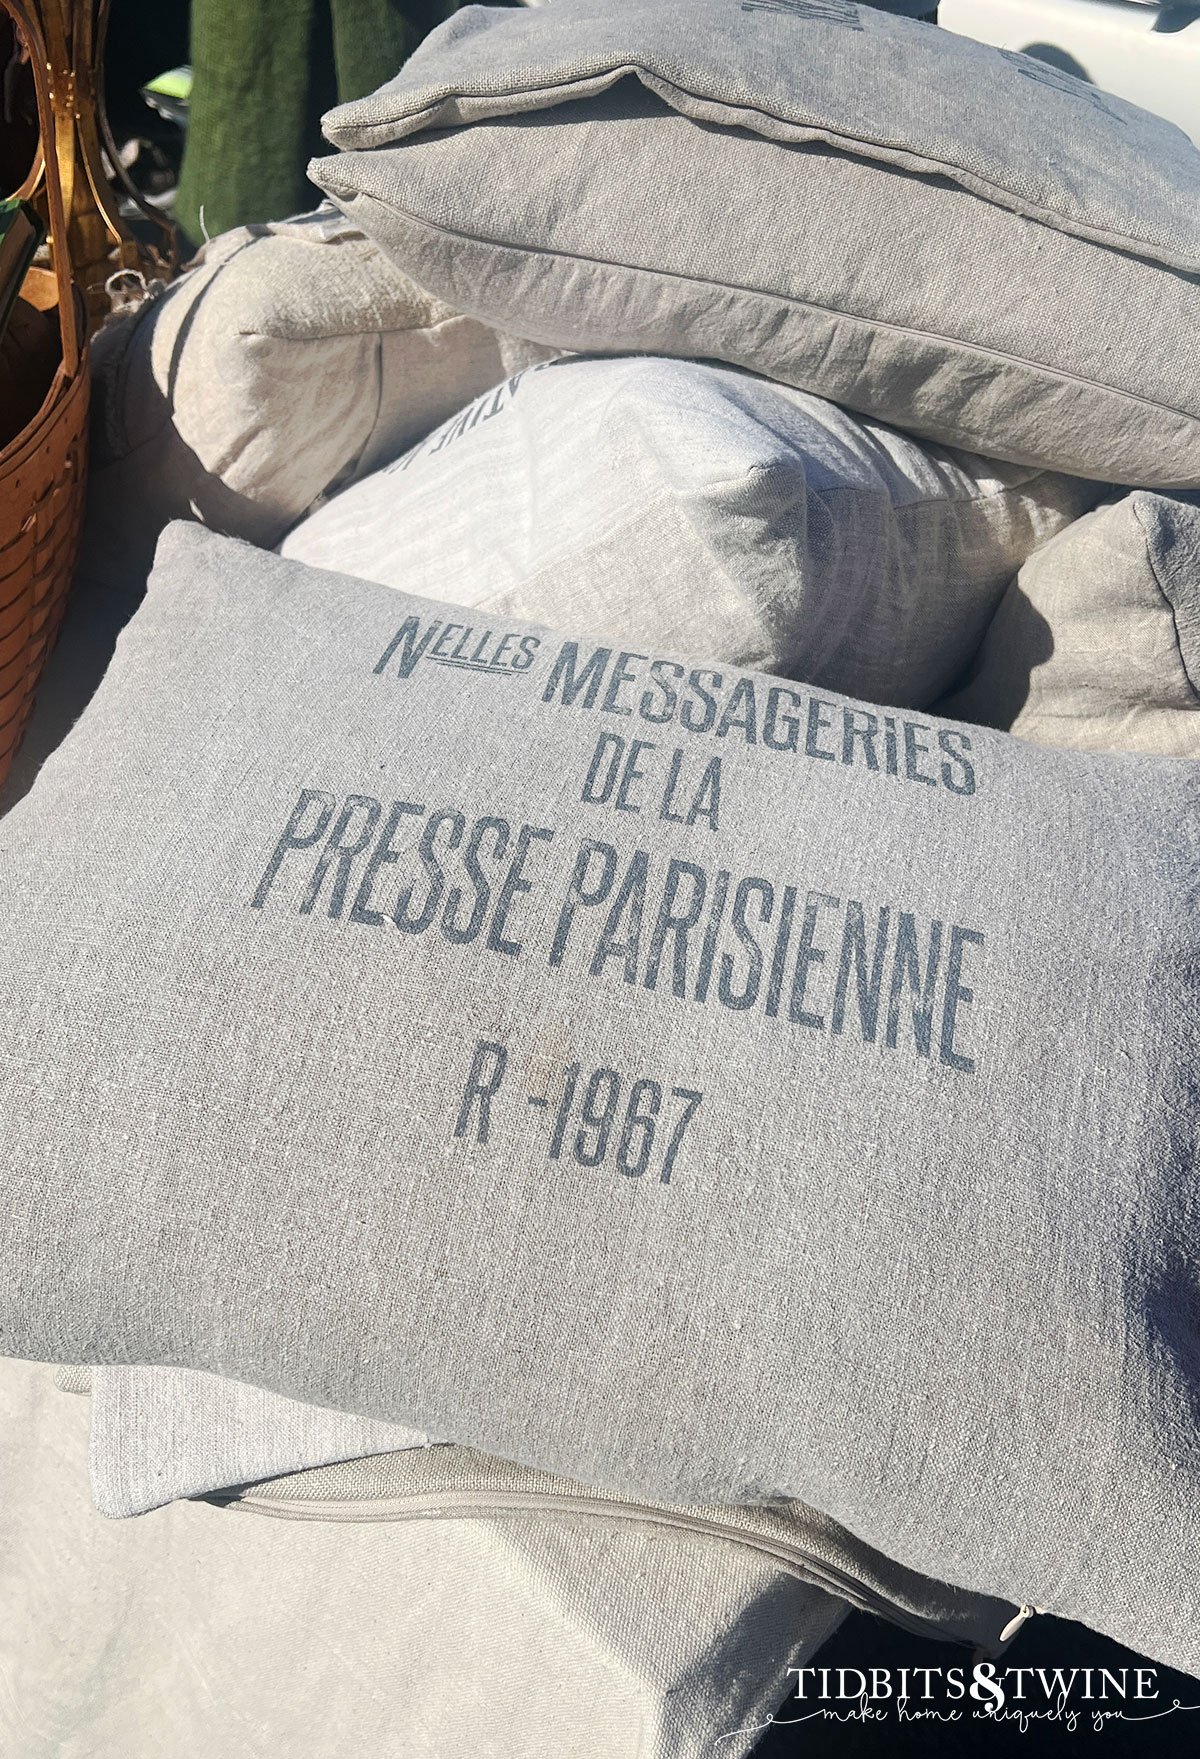 NELLES MESSAGERIES
DE LA
PRESSE PARISIENNE
R - 1967
TIDBITS&TWINE
make home uniquely you